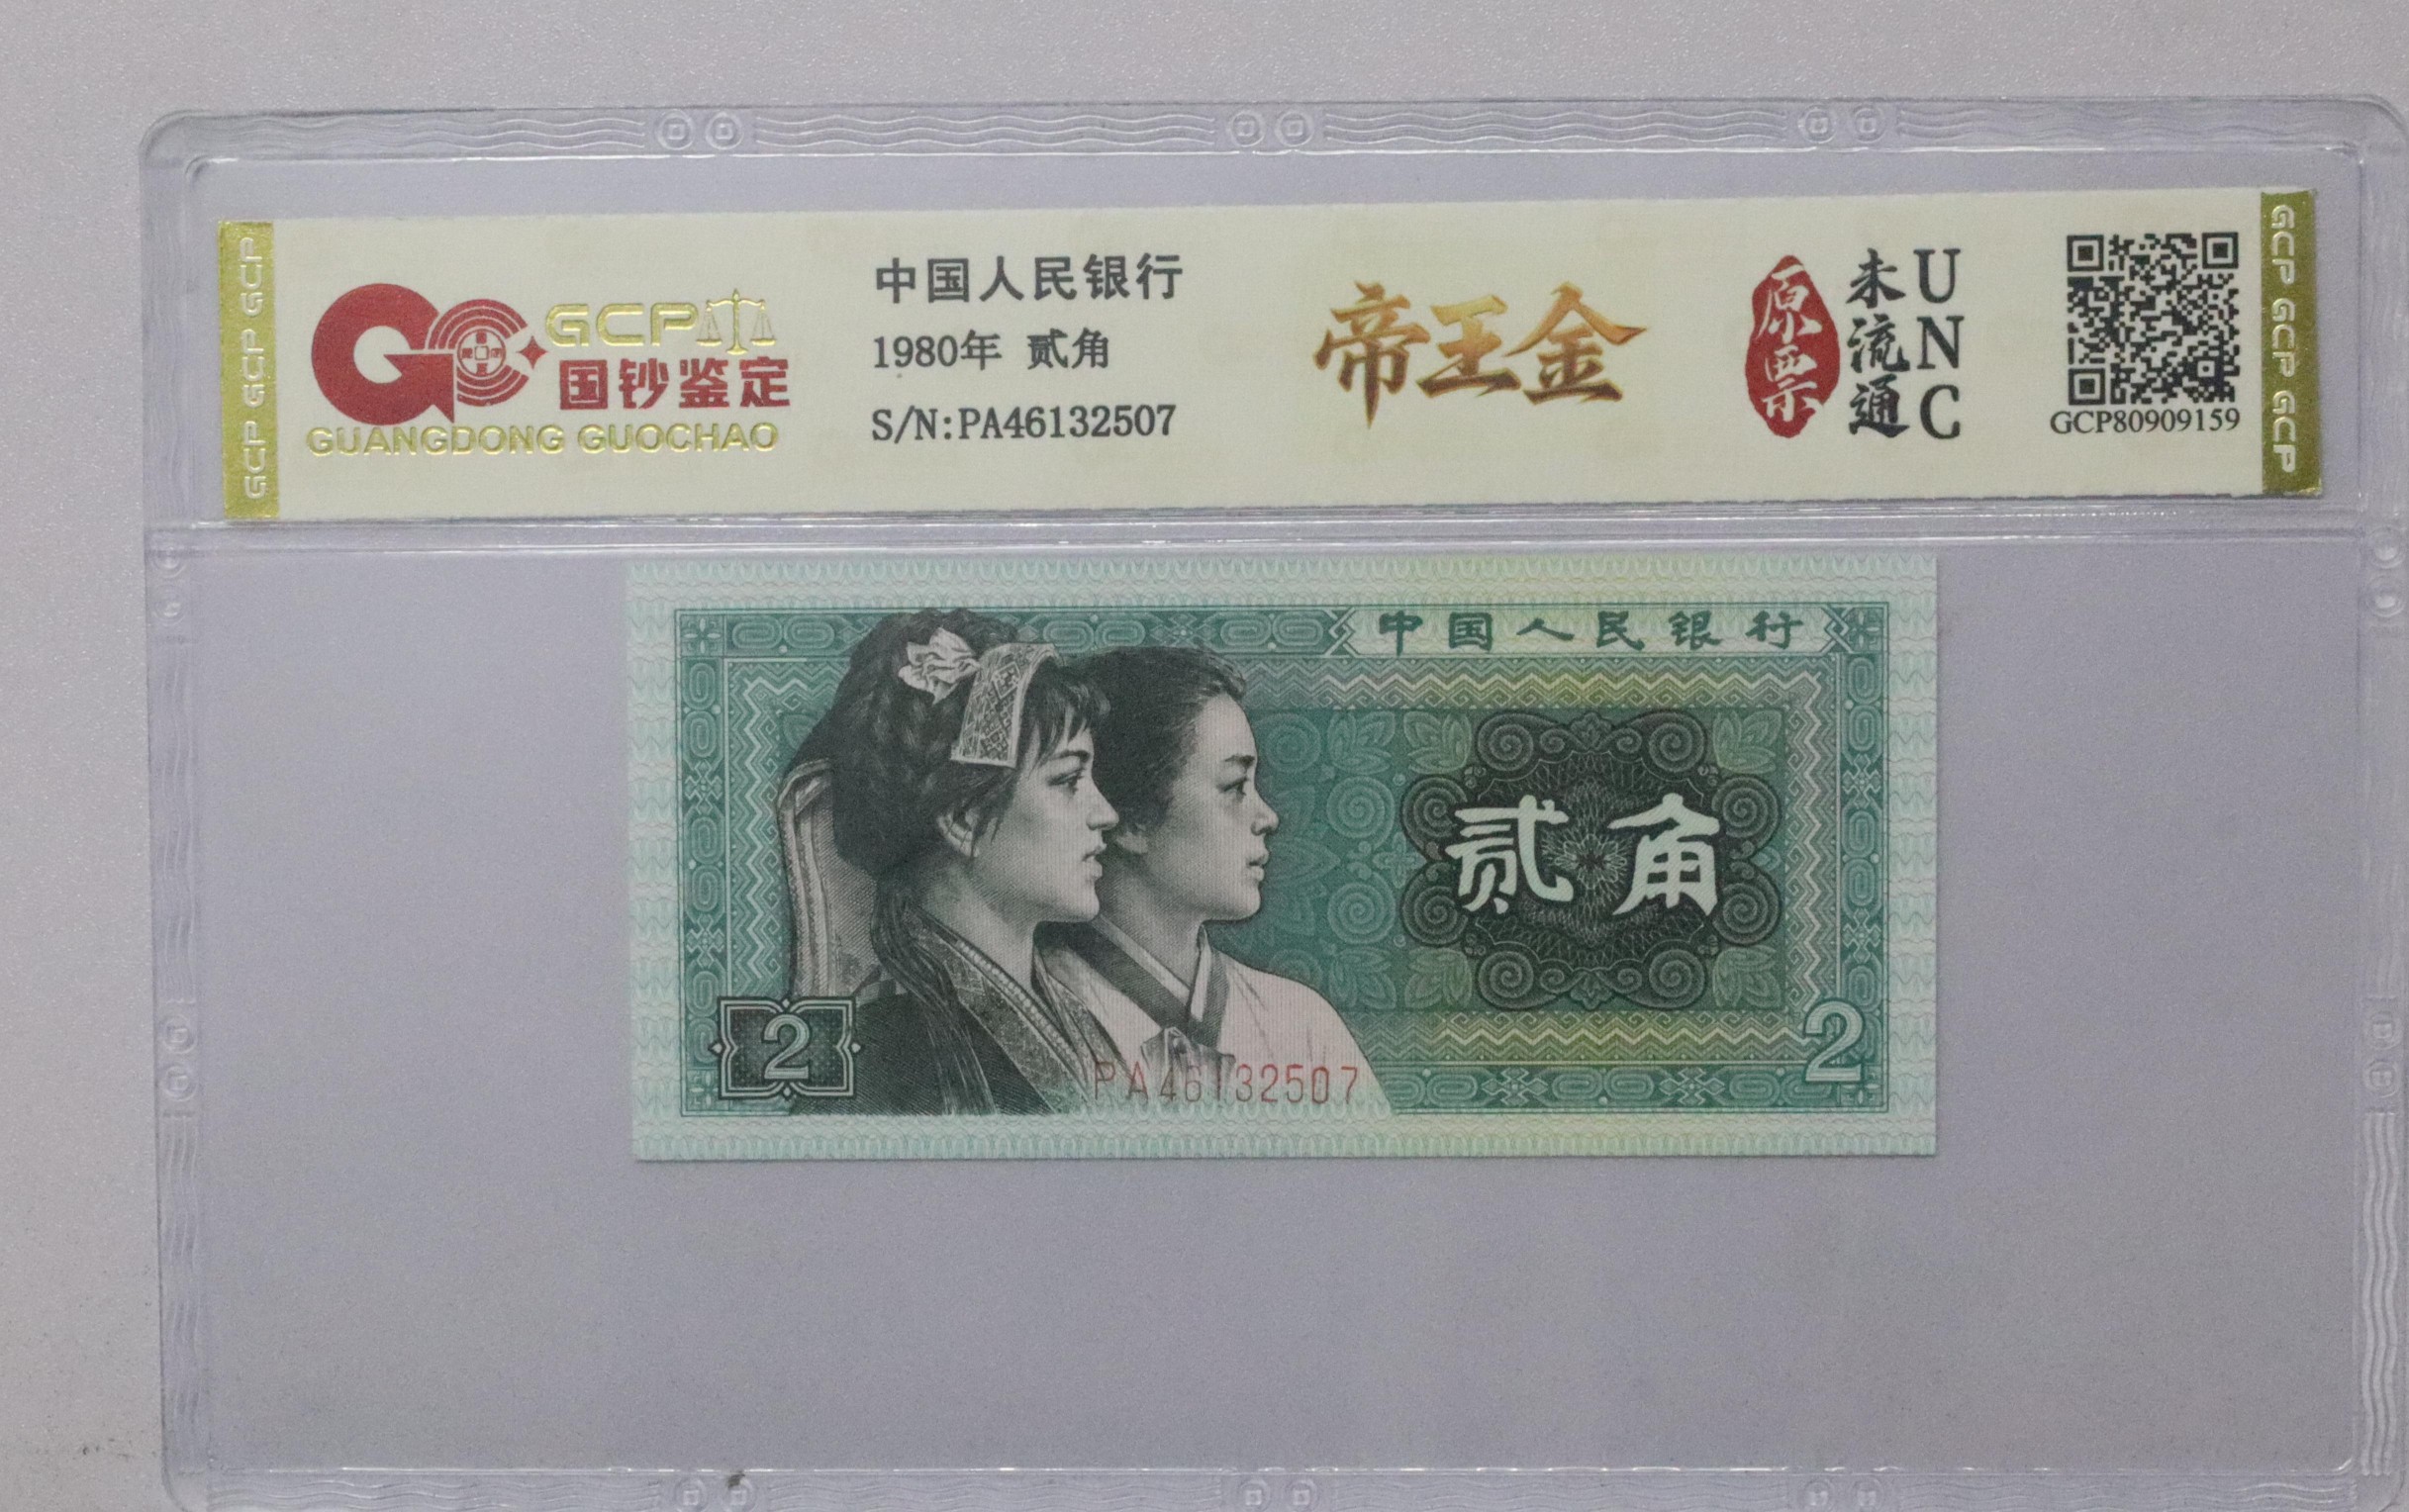 GCP GCP GCP
GCP
国钞鉴定
GUANGDONG GUOCHAO
中国人民银行
1980年 贰角
S/N:PA46132507
帝王金
原票
未流通
UNC
GCP80909159
GCP GCP GCP
中国人民银行
贰角
2
2
PA46132507